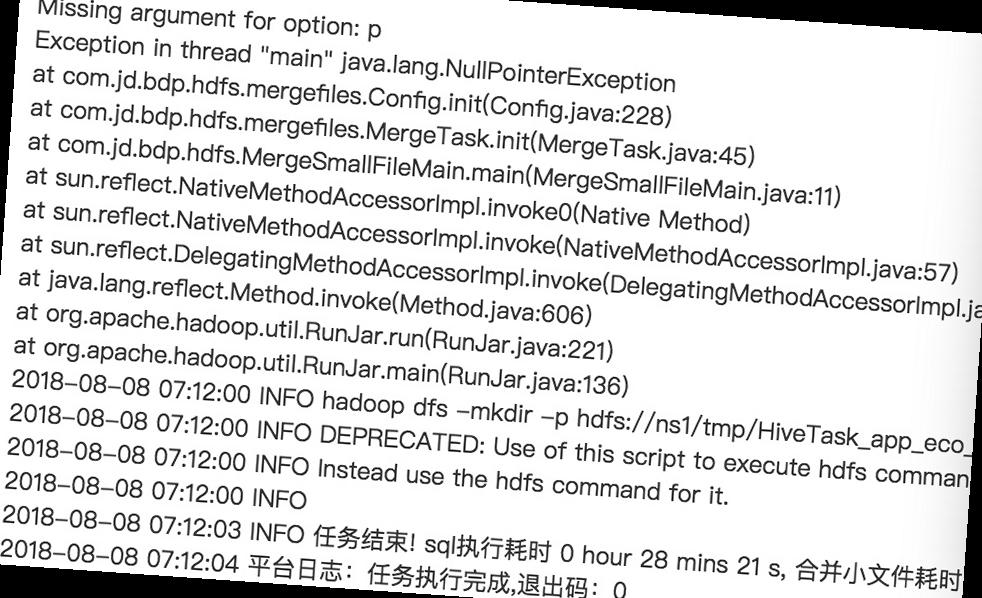 Missing argument for option: p
Exception in thread "main" java.lang.NullPointerException
at com.jd.bdp.hdfs.mergefiles.Config.init(Config.java:228)
at com.jd.bdp.hdfs.mergefiles.MergeTask.init(MergeTask.java:45)
at com.jd.bdp.hdfs.MergeSmallFileMain.main(MergeSmallFileMain.java:11)
at sun.reflect.NativeMethodAccessorImpl.invoke0(Native Method)
at sun.reflect.NativeMethodAccessorImpl.invoke(NativeMethodAccessorImpl.java:57)
at sun.reflect.DelegatingMethodAccessorImpl.invoke(DelegatingMethodAccessorImpl.ja
at java.lang.reflect.Method.invoke(Method.java:606)
at org.apache.hadoop.util.RunJar.run(RunJar.java:221)
at org.apache.hadoop.util.RunJar.main(RunJar.java:136)
2018-08-08 07:12:00 INFO hadoop dfs -mkdir -p hdfs://ns1/tmp/HiveTask_app_eco_
2018-08-08 07:12:00 INFO DEPRECATED: Use of this script to execute hdfs comman
2018-08-08 07:12:00 INFO Instead use the hdfs command for it.
2018-08-08 07:12:00 INFO
2018-08-08 07:12:03 INFO 任务结束! sql执行耗时 0 hour 28 mins 21 s, 合并小文件耗时
2018-08-08 07:12:04 平台日志：任务执行完成,退出码：0